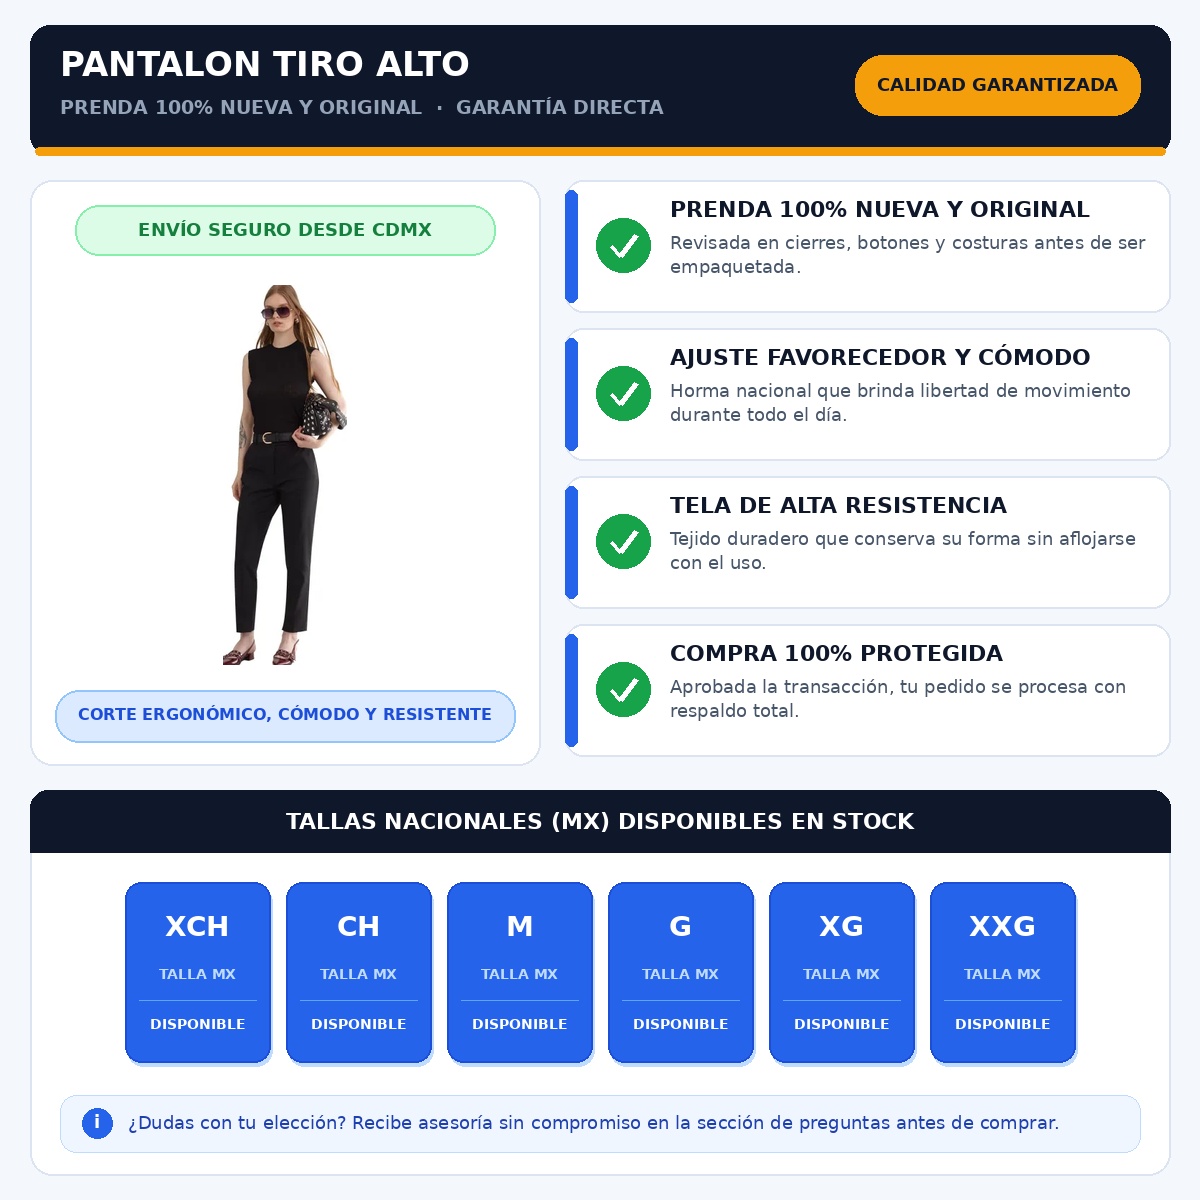 PANTALON TIRO ALTO
PRENDA 100% NUEVA Y ORIGINAL · GARANTÍA DIRECTA
CALIDAD GARANTIZADA
ENVÍO SEGURO DESDE CDMX
CORTE ERGONÓMICO, CÓMODO Y RESISTENTE
PRENDA 100% NUEVA Y ORIGINAL
Revisada en cierres, botones y costuras antes de ser
empaquetada.
AJUSTE FAVORECEDOR Y CÓMODO
Horma nacional que brinda libertad de movimiento
durante todo el día.
TELA DE ALTA RESISTENCIA
Tejido duradero que conserva su forma sin aflojarse
con el uso.
COMPRA 100% PROTEGIDA
Aprobada la transacción, tu pedido se procesa con
respaldo total.
TALLAS NACIONALES (MX) DISPONIBLES EN STOCK
XCH
TALLA MX
DISPONIBLE
CH
TALLA MX
DISPONIBLE
M
TALLA MX
DISPONIBLE
G
TALLA MX
DISPONIBLE
XG
TALLA MX
DISPONIBLE
XXG
TALLA MX
DISPONIBLE
i
¿Dudas con tu elección? Recibe asesoría sin compromiso en la sección de preguntas antes de comprar.